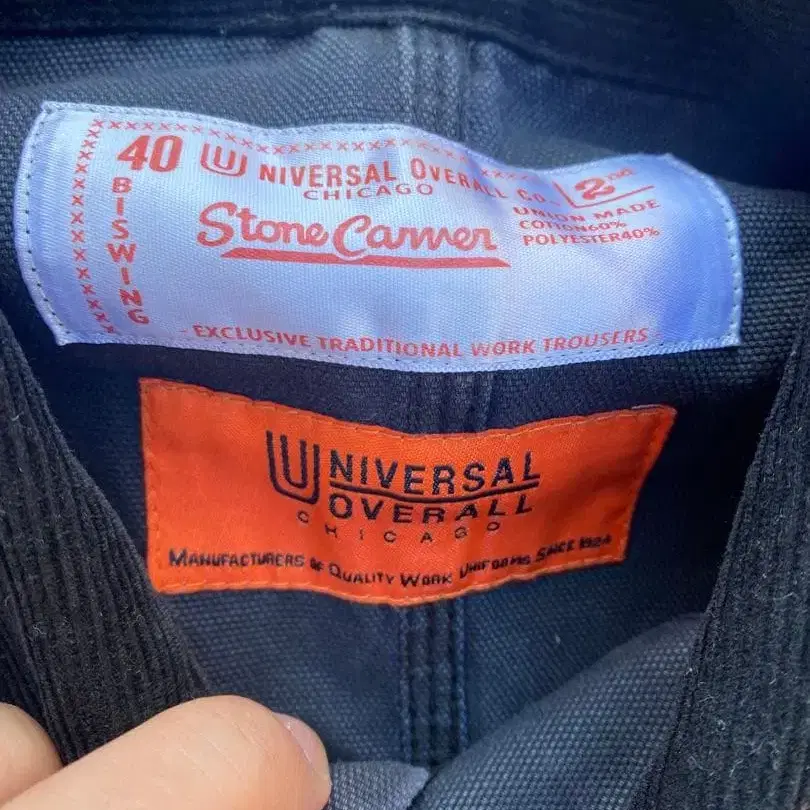 40
BISWING
UNIVERSAL OVERALL CO.,
CHICAGO
Stone Carver
2
UNION MADE
COTTON60%
POLYESTER40%
- EXCLUSIVE TRADITIONAL WORK TROUSERS -
UNIVERSAL
OVERALL
CHICAGO
MANUFACTURERS OF QUALITY WORK UNIFORMS SINCE 1924